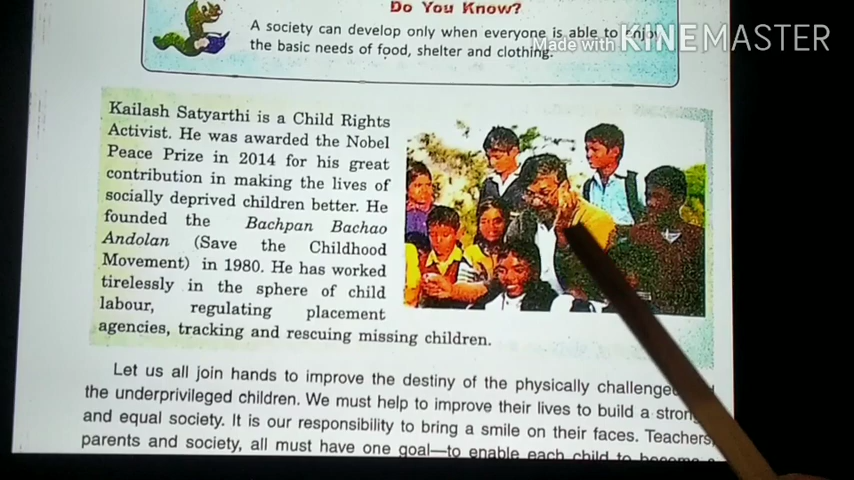 Do You Know?
A society can develop only when everyone is able to enjoy
the basic needs of food, shelter and clothing.
Made with KINEMASTER
Kailash Satyarthi is a Child Rights
Activist. He was awarded the Nobel
Peace Prize in 2014 for his great
contribution in making the lives of
socially deprived children better. He
founded the Bachpan Bachao
Andolan (Save the Childhood
Movement) in 1980. He has worked
tirelessly in the sphere of child
labour, regulating placement
agencies, tracking and rescuing missing children.
Let us all join hands to improve the destiny of the physically
the underprivileged children. We must help to improve their lives to build a
and equal society. It is our responsibility to bring a smile on their faces. Teachers,
parents and society, all must have one goal—to enable each child to become a